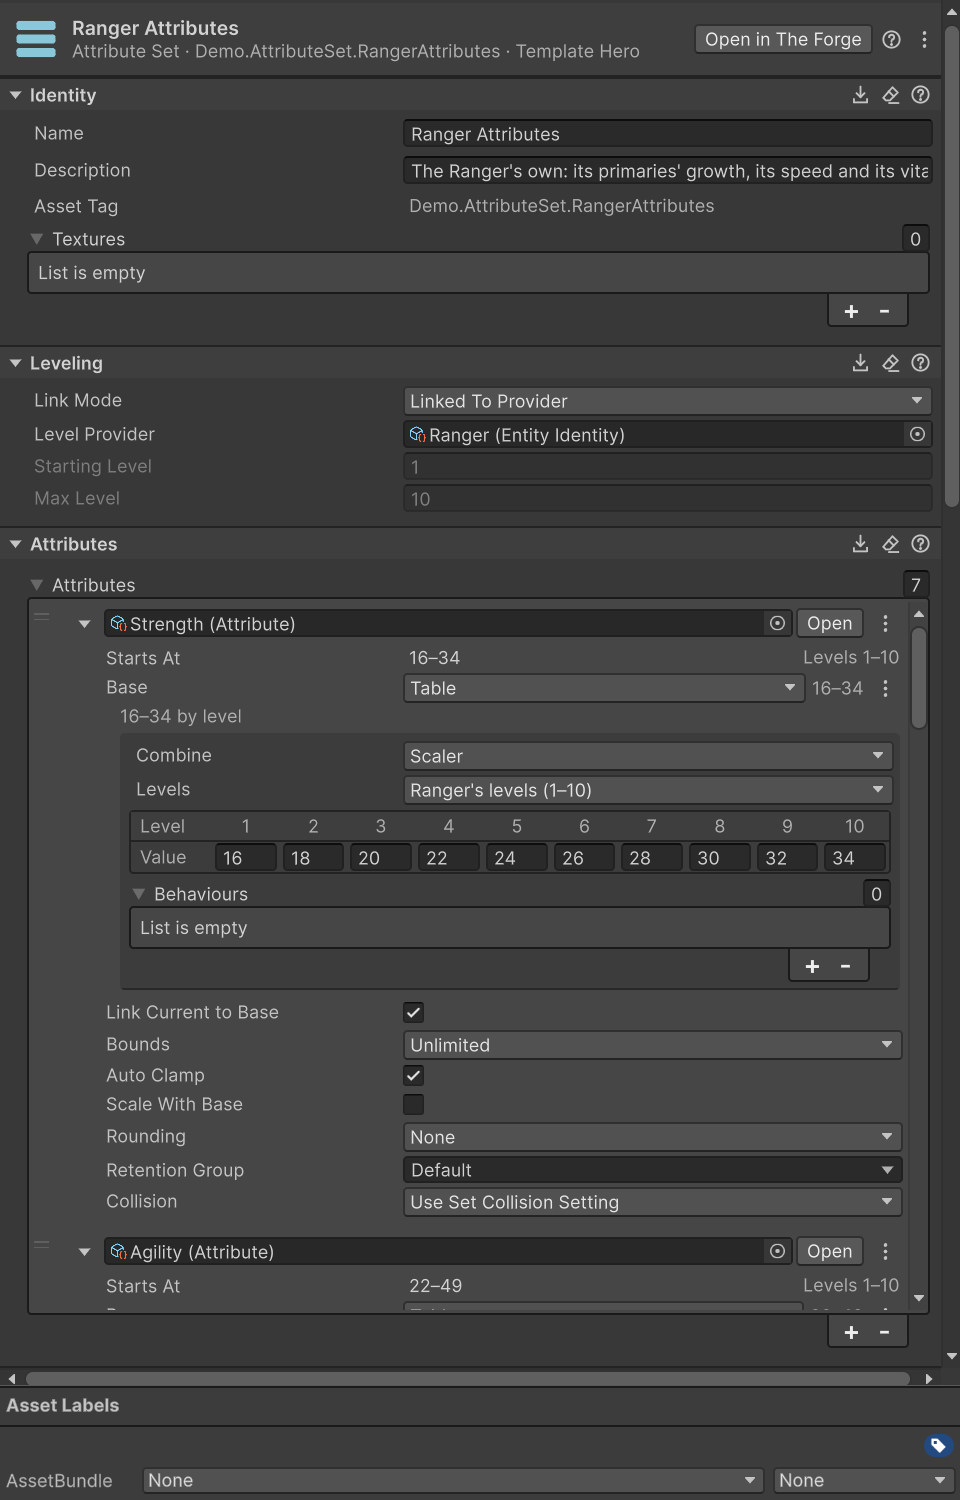 Ranger Attributes
Attribute Set · Demo.AttributeSet.RangerAttributes · Template Hero
Open in The Forge
Identity
Name
Ranger Attributes
Description
The Ranger's own: its primaries' growth, its speed and its vita
Asset Tag
Demo.AttributeSet.RangerAttributes
Textures
0
List is empty
+ -
Leveling
Link Mode
Linked To Provider
Level Provider
Ranger (Entity Identity)
Starting Level
1
Max Level
10
Attributes
Attributes
7
Strength (Attribute)
Open
Starts At
16–34
Levels 1–10
Base
Table
16–34
16–34 by level
Combine
Scaler
Levels
Ranger's levels (1–10)
Level 1 2 3 4 5 6 7 8 9 10
Value 16 18 20 22 24 26 28 30 32 34
Behaviours
0
List is empty
+ -
Link Current to Base
Bounds
Unlimited
Auto Clamp
Scale With Base
Rounding
None
Retention Group
Default
Collision
Use Set Collision Setting
Agility (Attribute)
Open
Starts At
22–49
Levels 1–10
+ -
Asset Labels
AssetBundle
None
None